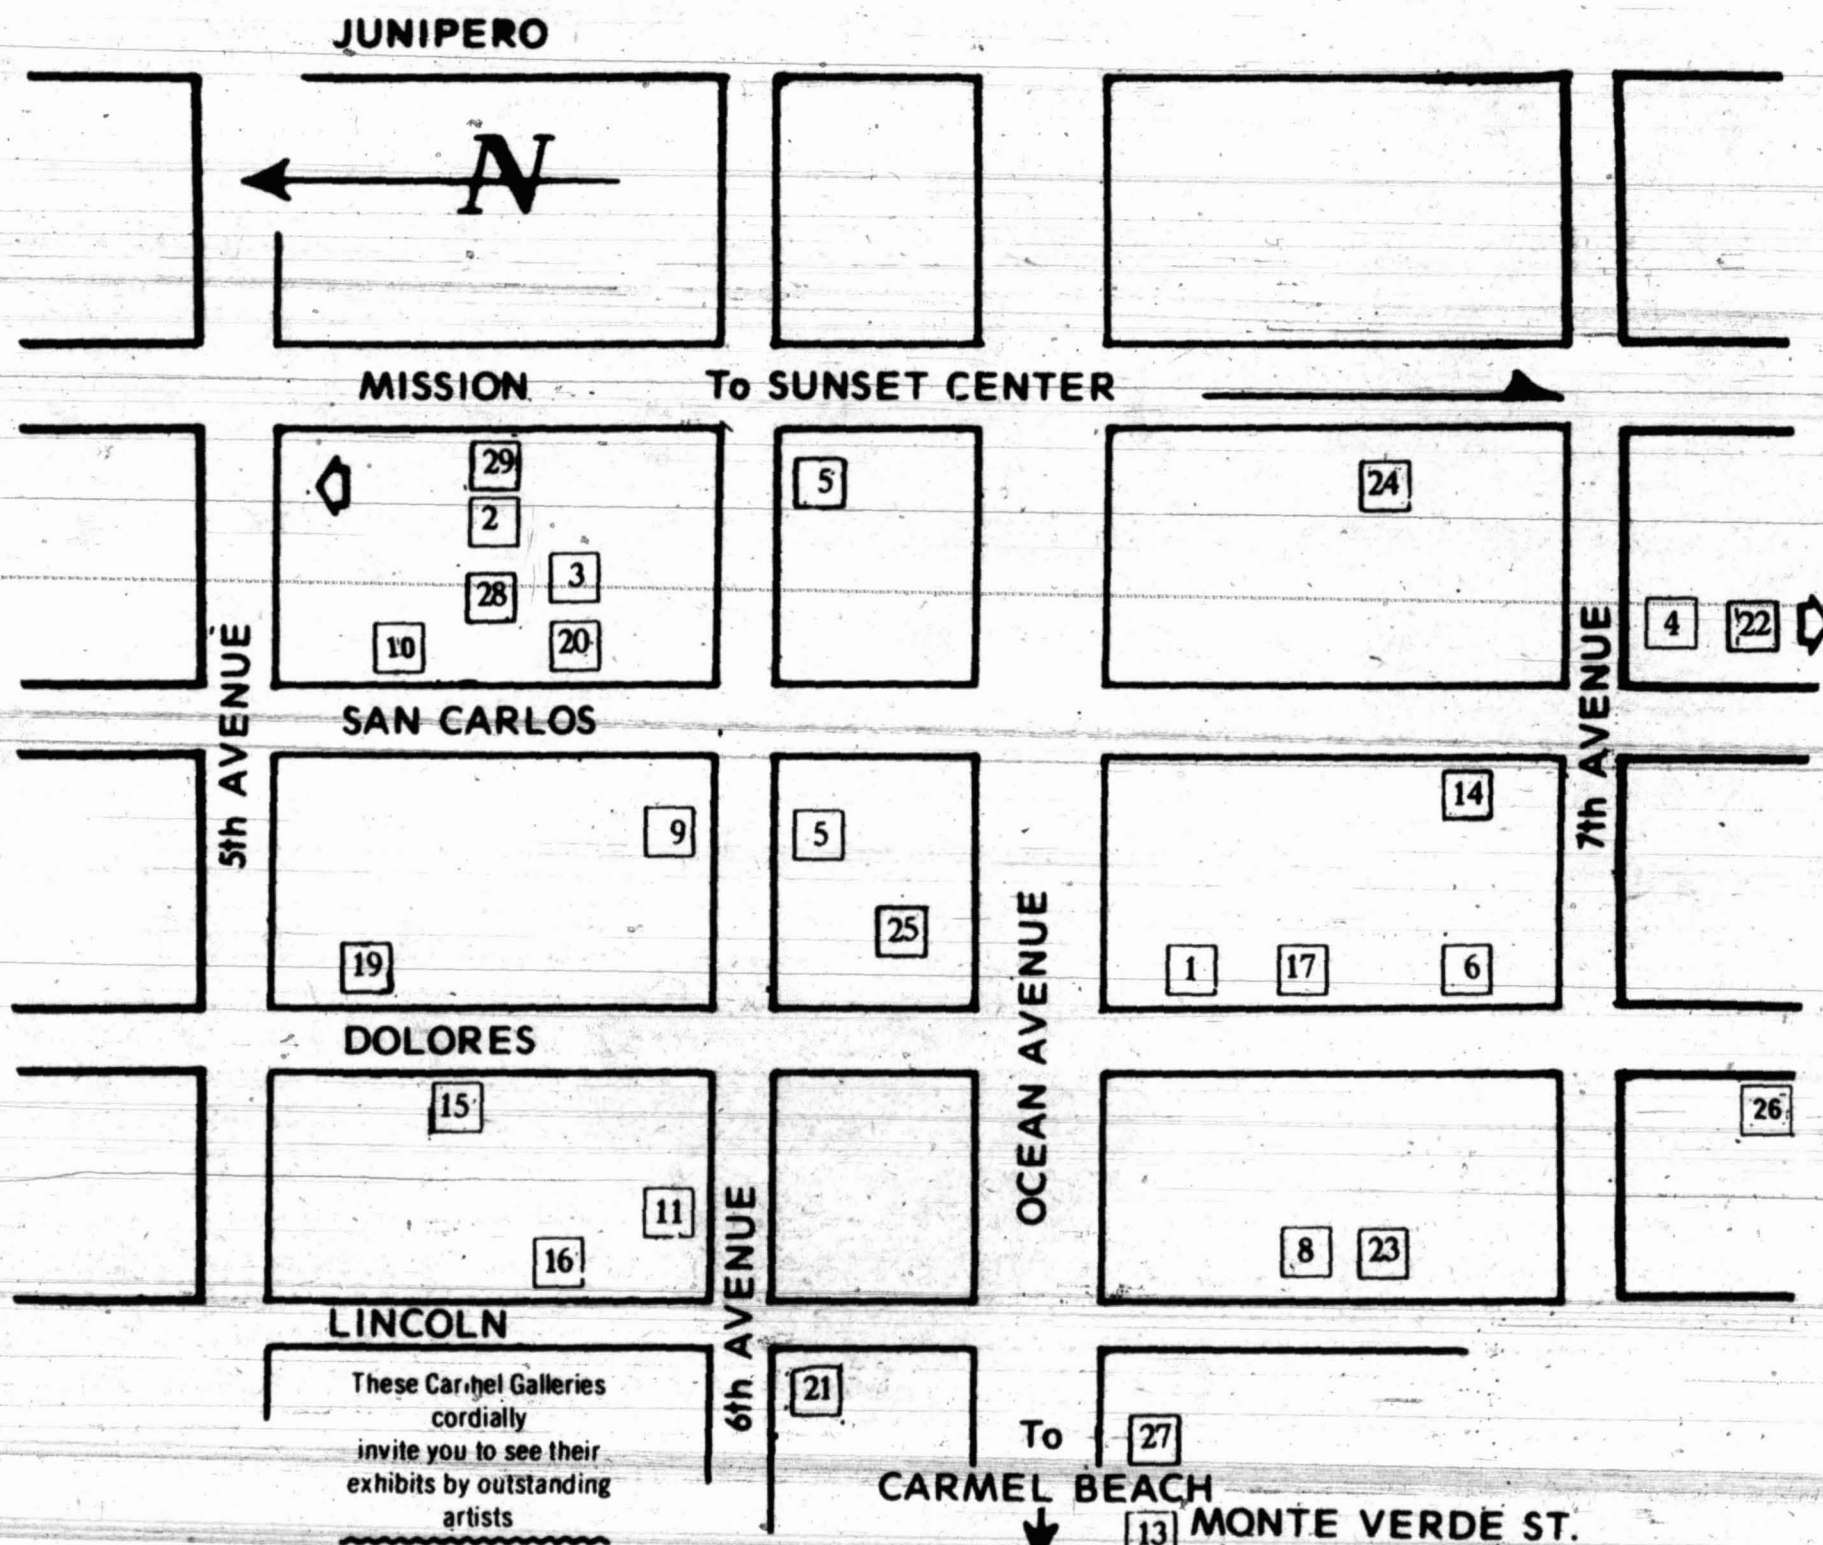 JUNIPERO
N
MISSION To SUNSET CENTER
29
5
24
2
3
28
4
22
10
20
5th AVENUE
7th AVENUE
SAN CARLOS
14
9
5
25
19
1
17
6
OCEAN AVENUE
DOLORES
15
26
11
16
8
23
6th AVENUE
LINCOLN
These Carmel Galleries
cordially
invite you to see their
exhibits by outstanding
artists
21
To
27
CARMEL BEACH
13 MONTE VERDE ST.